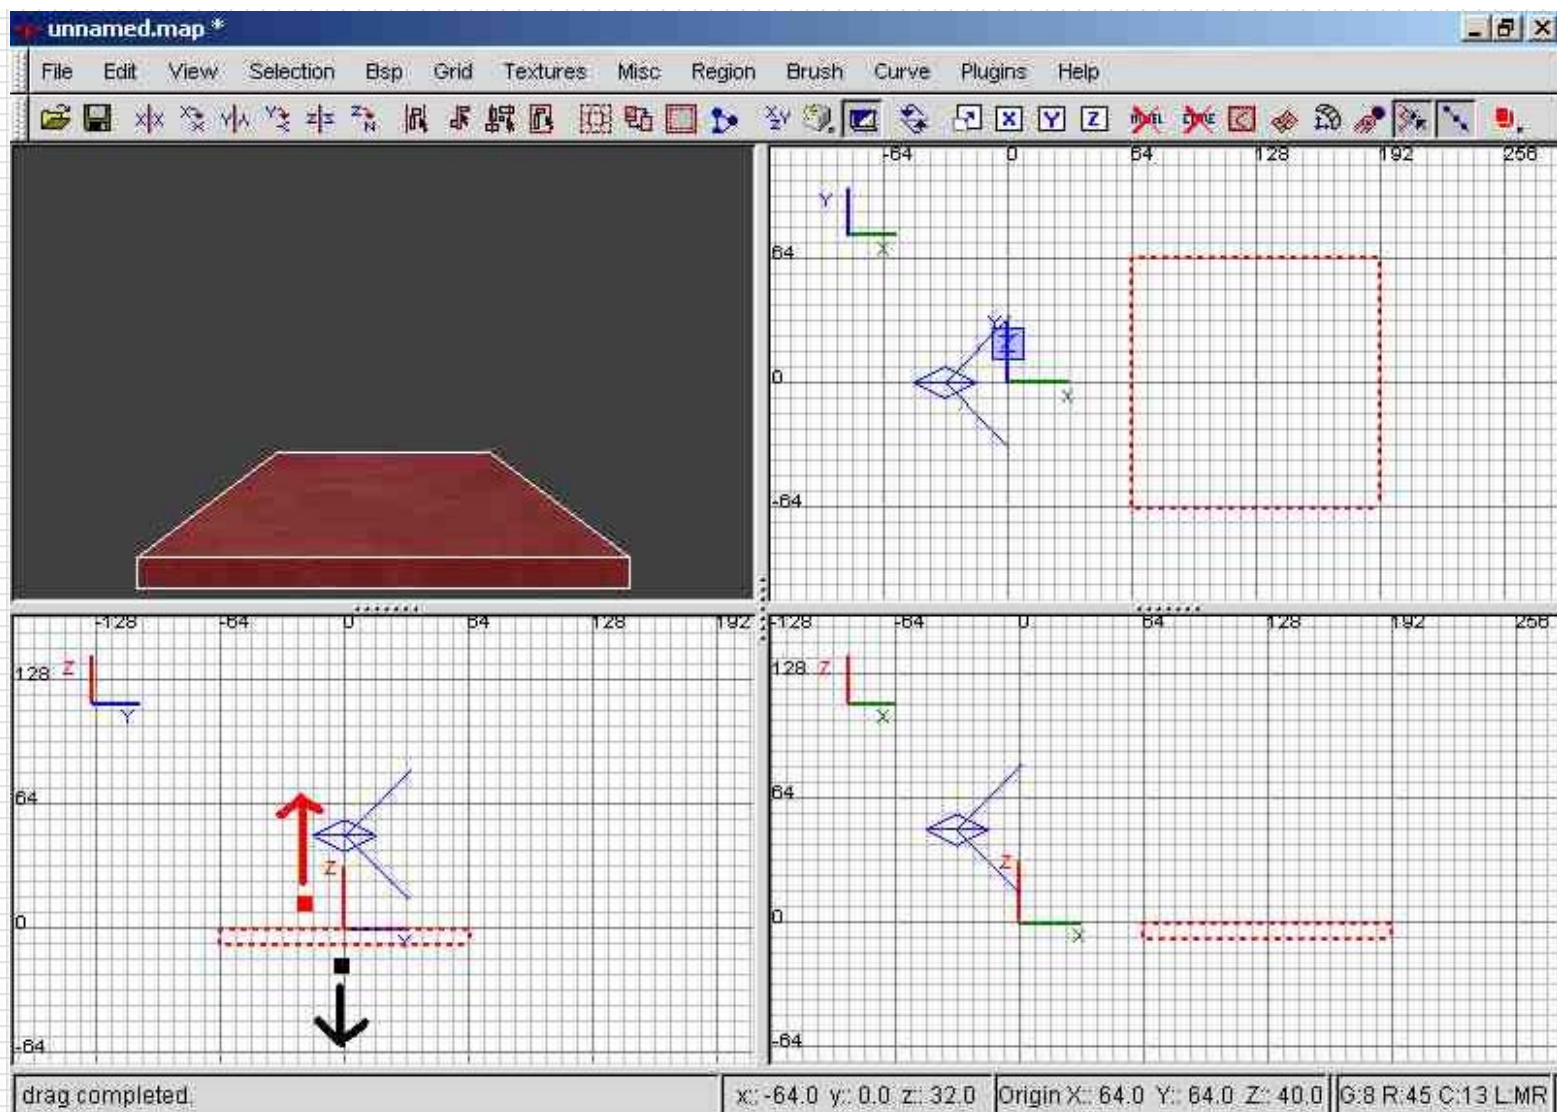 unnamed.map *
File Edit View Selection Bsp Grid Textures Misc Region Brush Curve Plugins Help
-64 0 64 128 192 256
Y
X
64
Y
Z
0
X
-64
-128 -64 0 64 128 192
128 Z
Y
64
Z
0
Y
-64
-128 -64 0 64 128 192 256
128 Z
X
64
Z
0
X
-64
drag completed.
x:: -64.0 y:: 0.0 z:: 32.0
Origin X:: 64.0 Y:: 64.0 Z:: 40.0
G:8 R:45 C:13 L:MR